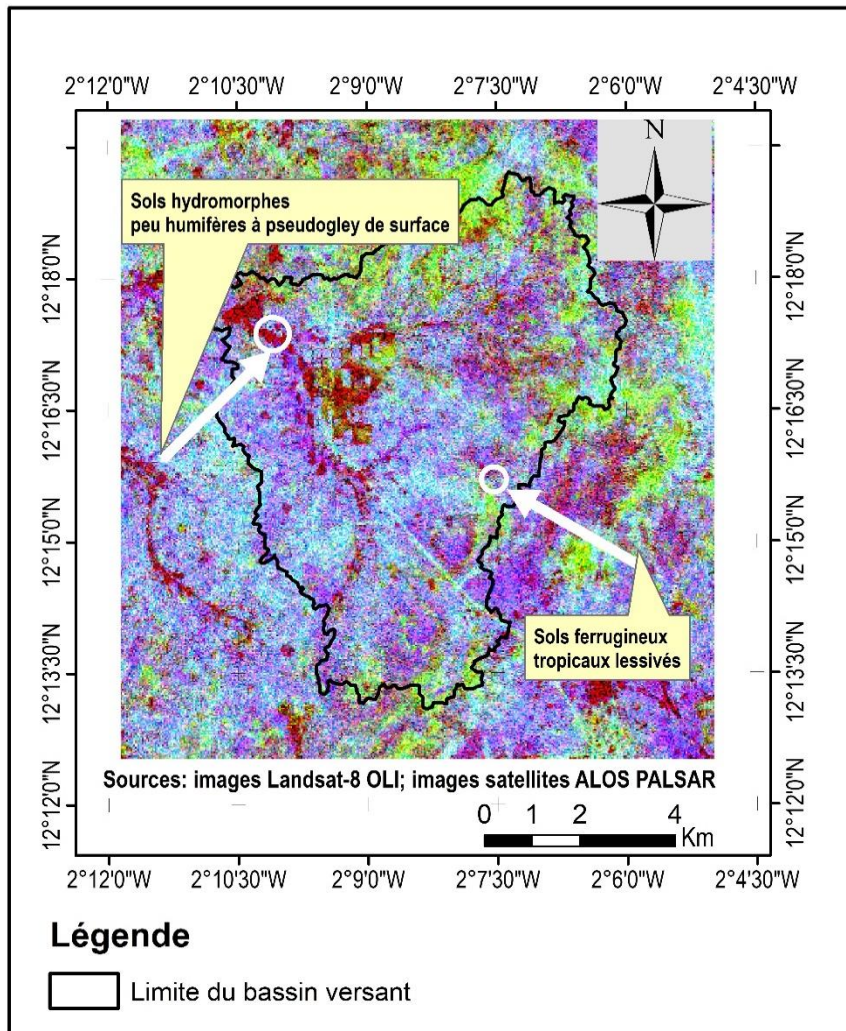 2°12'0"W 2°10'30"W 2°9'0"W 2°7'30"W 2°6'0"W 2°4'30"W
N
Sols hydromorphes
peu humifères à pseudogley de surface
12°18'0"N 12°18'0"N
12°16'30"N 12°16'30"N
12°15'0"N 12°15'0"N
Sols ferrugineux
tropicaux lessivés
12°13'30"N 12°13'30"N
12°12'0"N 12°12'0"N
Sources: images Landsat-8 OLI; images satellites ALOS PALSAR
0 1 2 4
Km
2°12'0"W 2°10'30"W 2°9'0"W 2°7'30"W 2°6'0"W 2°4'30"W
Légende
Limite du bassin versant